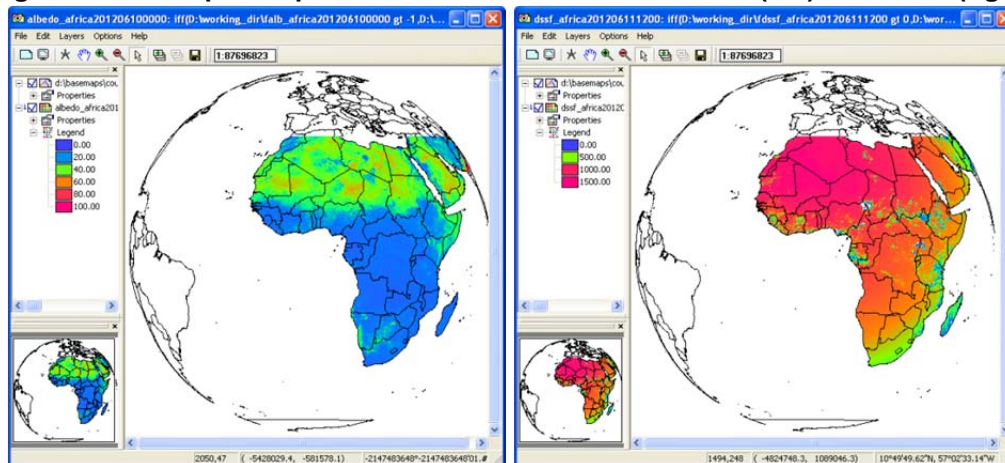 albedo_africa201206100000: iff(D:\working_dir\falb_africa201206100000 gt -1,D:\...
File Edit Layers Options Help
1:87696823
d:\basemaps\cou
Properties
albedo_africa201
Properties
Legend
0.00
20.00
40.00
60.00
80.00
100.00
2050,47 ( -5428029.4, -581578.1) -2147483648°-2147483648'01.#
dssf_africa201206111200: iff(D:\working_dir\fdssf_africa201206111200 gt 0,D:\wor...
File Edit Layers Options Help
1:87696823
d:\basemaps\cou
Properties
dssf_africa20120
Properties
Legend
0.00
500.00
1000.00
1500.00
1494,248 ( -4824748.3, 1089046.3) 10°49'49.62"N, 57°02'33.14"W